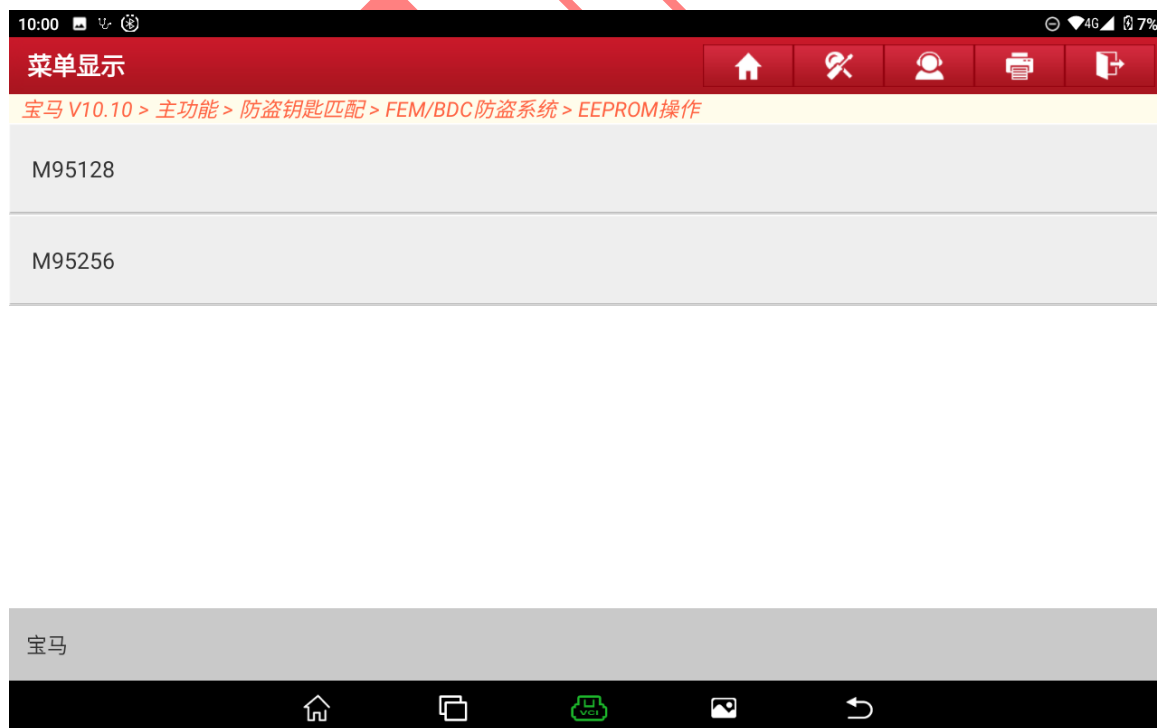 10:00 4G 7%
菜单显示
宝马 V10.10 > 主功能 > 防盗钥匙匹配 > FEM/BDC防盗系统 > EEPROM操作
M95128
M95256
宝马
VCI